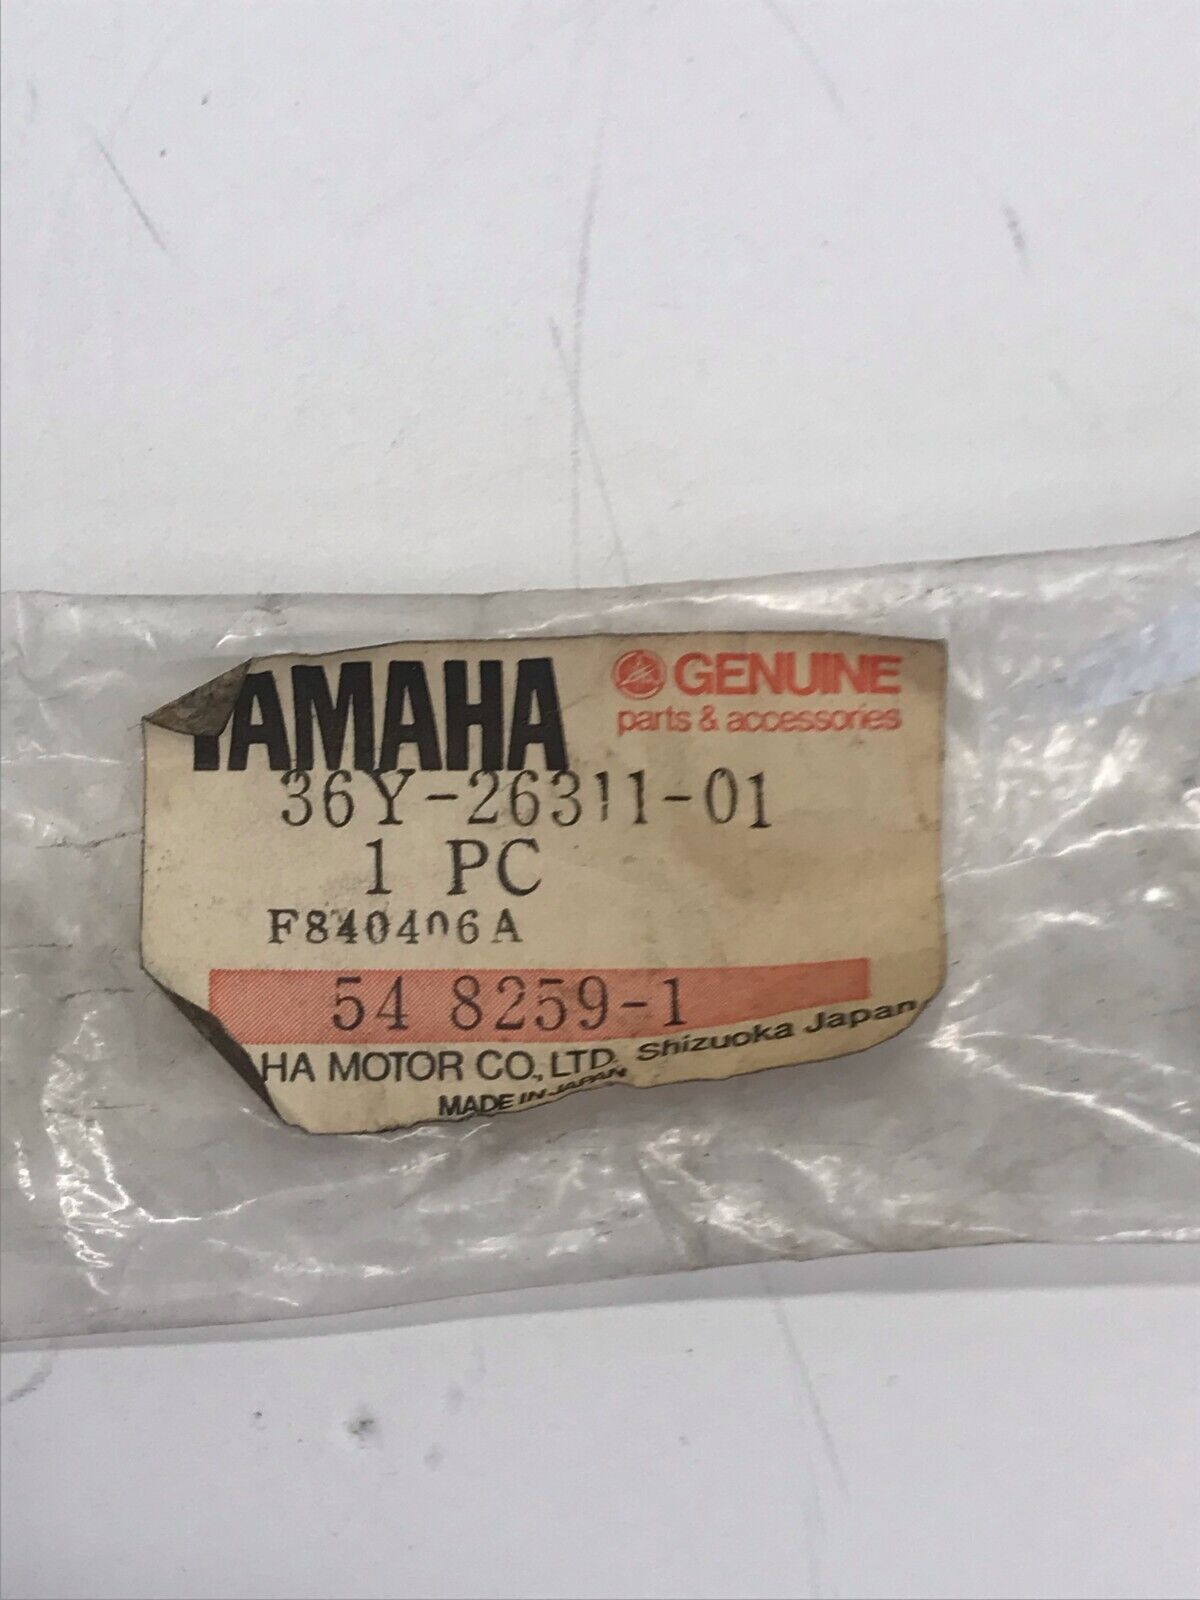 YAMAHA
GENUINE
parts & accessories
36Y-26311-01
1 PC
F840406A
54 8259-1
HA MOTOR CO., LTD. Shizuoka Japan
MADE IN JAPAN